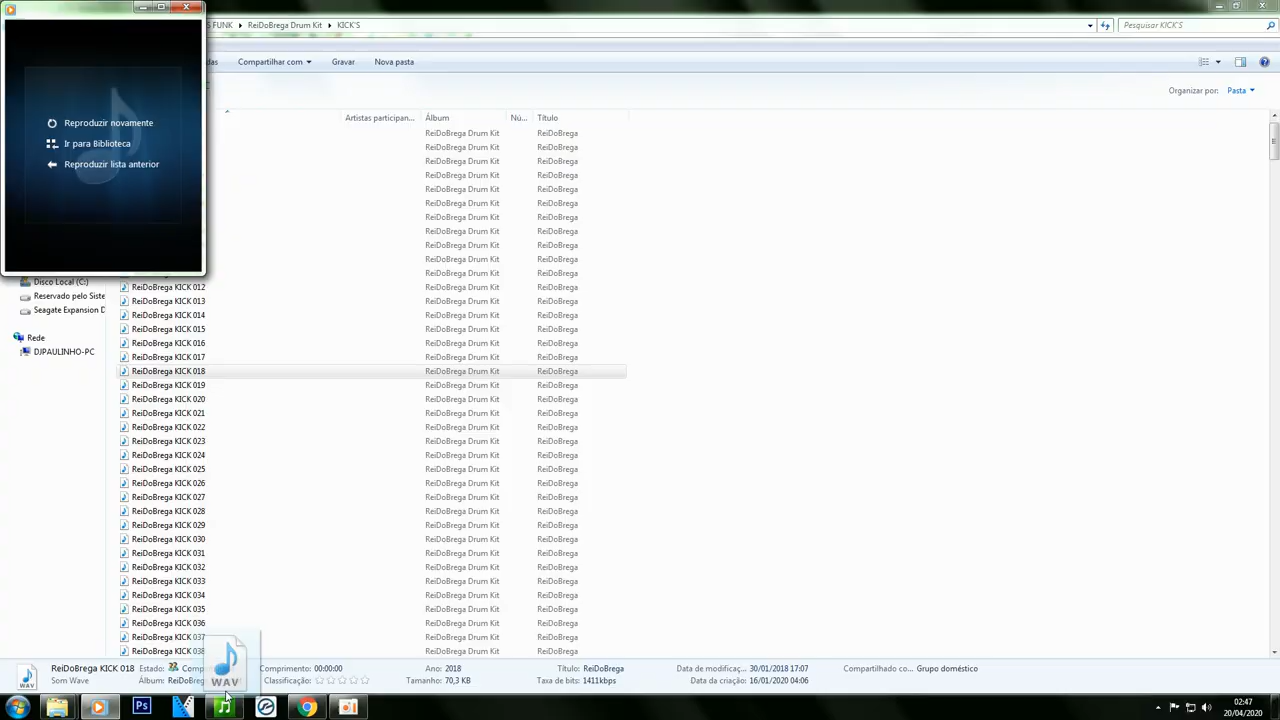 S FUNK ▸ ReiDoBrega Drum Kit ▸ KICK'S
Pesquisar KICK'S
Compartilhar com Gravar Nova pasta
Organizar por: Pasta
Artistas participan... Álbum Nú... Título
Reproduzir novamente
Ir para Biblioteca
Reproduzir lista anterior
ReiDoBrega Drum Kit ReiDoBrega
ReiDoBrega Drum Kit ReiDoBrega
ReiDoBrega Drum Kit ReiDoBrega
ReiDoBrega Drum Kit ReiDoBrega
ReiDoBrega Drum Kit ReiDoBrega
ReiDoBrega Drum Kit ReiDoBrega
ReiDoBrega Drum Kit ReiDoBrega
ReiDoBrega Drum Kit ReiDoBrega
ReiDoBrega Drum Kit ReiDoBrega
ReiDoBrega Drum Kit ReiDoBrega
ReiDoBrega Drum Kit ReiDoBrega
Disco Local (C:)
Reservado pelo Siste
Seagate Expansion D
Rede
DJPAULINHO-PC
ReiDoBrega KICK 012 ReiDoBrega Drum Kit ReiDoBrega
ReiDoBrega KICK 013 ReiDoBrega Drum Kit ReiDoBrega
ReiDoBrega KICK 014 ReiDoBrega Drum Kit ReiDoBrega
ReiDoBrega KICK 015 ReiDoBrega Drum Kit ReiDoBrega
ReiDoBrega KICK 016 ReiDoBrega Drum Kit ReiDoBrega
ReiDoBrega KICK 017 ReiDoBrega Drum Kit ReiDoBrega
ReiDoBrega KICK 018 ReiDoBrega Drum Kit ReiDoBrega
ReiDoBrega KICK 019 ReiDoBrega Drum Kit ReiDoBrega
ReiDoBrega KICK 020 ReiDoBrega Drum Kit ReiDoBrega
ReiDoBrega KICK 021 ReiDoBrega Drum Kit ReiDoBrega
ReiDoBrega KICK 022 ReiDoBrega Drum Kit ReiDoBrega
ReiDoBrega KICK 023 ReiDoBrega Drum Kit ReiDoBrega
ReiDoBrega KICK 024 ReiDoBrega Drum Kit ReiDoBrega
ReiDoBrega KICK 025 ReiDoBrega Drum Kit ReiDoBrega
ReiDoBrega KICK 026 ReiDoBrega Drum Kit ReiDoBrega
ReiDoBrega KICK 027 ReiDoBrega Drum Kit ReiDoBrega
ReiDoBrega KICK 028 ReiDoBrega Drum Kit ReiDoBrega
ReiDoBrega KICK 029 ReiDoBrega Drum Kit ReiDoBrega
ReiDoBrega KICK 030 ReiDoBrega Drum Kit ReiDoBrega
ReiDoBrega KICK 031 ReiDoBrega Drum Kit ReiDoBrega
ReiDoBrega KICK 032 ReiDoBrega Drum Kit ReiDoBrega
ReiDoBrega KICK 033 ReiDoBrega Drum Kit ReiDoBrega
ReiDoBrega KICK 034 ReiDoBrega Drum Kit ReiDoBrega
ReiDoBrega KICK 035 ReiDoBrega Drum Kit ReiDoBrega
ReiDoBrega KICK 036 ReiDoBrega Drum Kit ReiDoBrega
ReiDoBrega KICK 037 ReiDoBrega Drum Kit ReiDoBrega
ReiDoBrega KICK 038 ReiDoBrega Drum Kit ReiDoBrega
WAV
ReiDoBrega KICK 018 Estado: Comp Comprimento: 00:00:00 Ano: 2018 Título: ReiDoBrega Data de modificaç... 30/01/2018 17:07 Compartilhado co... Grupo doméstico
Som Wave Álbum: ReiDoBreg Classificação: Tamanho: 70,3 KB Taxa de bits: 1411kbps Data da criação: 16/01/2020 04:06
Ps
02:47
20/04/2020